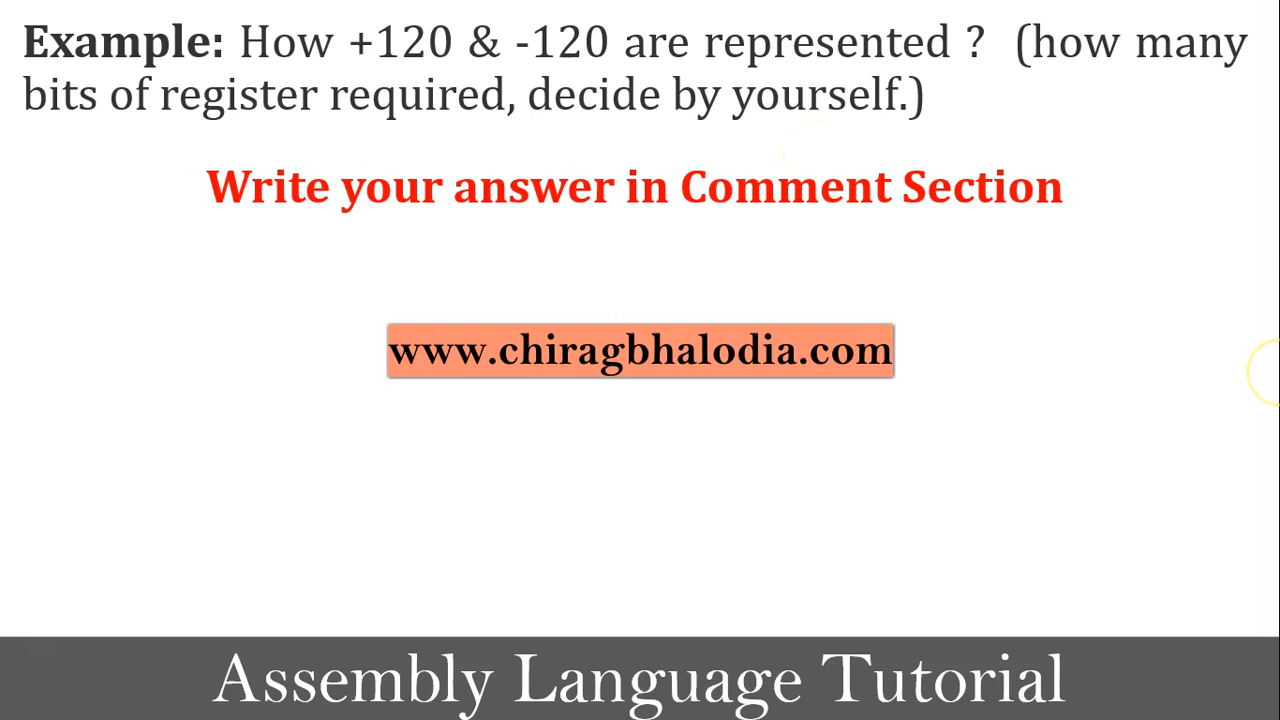 Example: How +120 & -120 are represented ? (how many
bits of register required, decide by yourself.)
Write your answer in Comment Section
www.chiragbhalodia.com
Assembly Language Tutorial